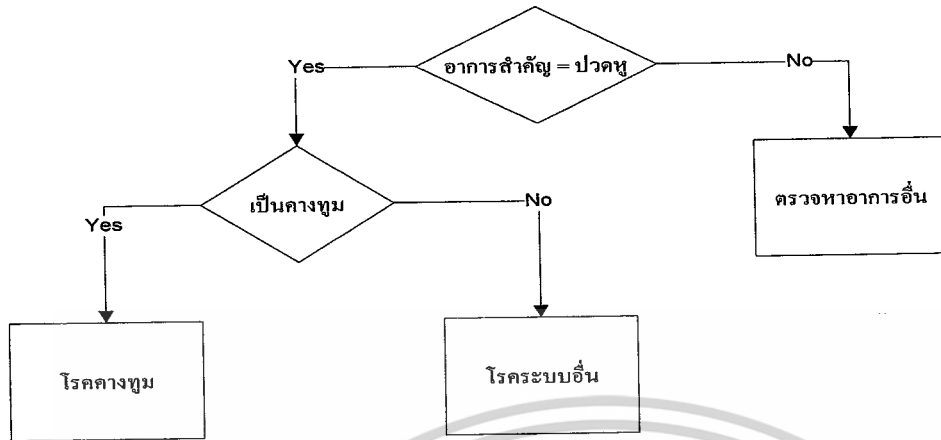 อาการสำคัญ = ปวดหู
Yes
No
เป็นคางทูม
ตรวจหาอาการอื่น
Yes
No
โรคคางทูม
โรคระบบอื่น